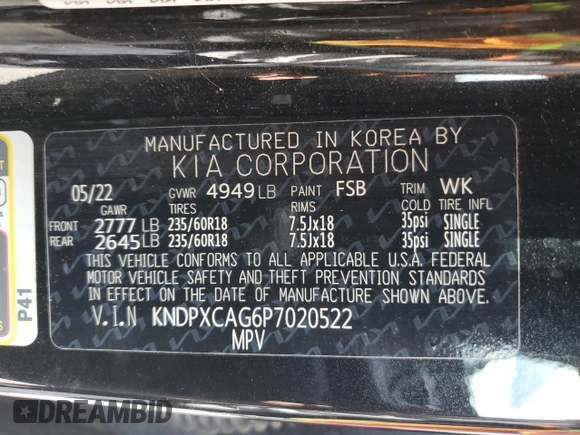 MANUFACTURED IN KOREA BY
KIA CORPORATION
05/22 GVWR 4949 LB PAINT FSB TRIM WK
GAWR TIRES RIMS COLD TIRE INFL
FRONT 2777 LB 235/60R18 7.5Jx18 35psi SINGLE
REAR 2645 LB 235/60R18 7.5Jx18 35psi SINGLE
THIS VEHICLE CONFORMS TO ALL APPLICABLE U.S.A. FEDERAL
MOTOR VEHICLE SAFETY AND THEFT PREVENTION STANDARDS
IN EFFECT ON THE DATE OF MANUFACTURE SHOWN ABOVE.
V.I.N KNDPXCAG6P7020522
MPV
P41
DREAMBID